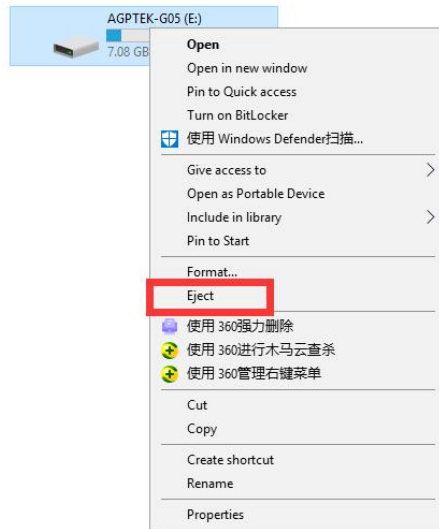 AGPTEK-G05 (E:)
7.08 GB
Open
Open in new window
Pin to Quick access
Turn on BitLocker
使用 Windows Defender扫描...
Give access to
Open as Portable Device
Include in library
Pin to Start
Format...
Eject
使用 360强力删除
使用 360进行木马云查杀
使用 360管理右键菜单
Cut
Copy
Create shortcut
Rename
Properties